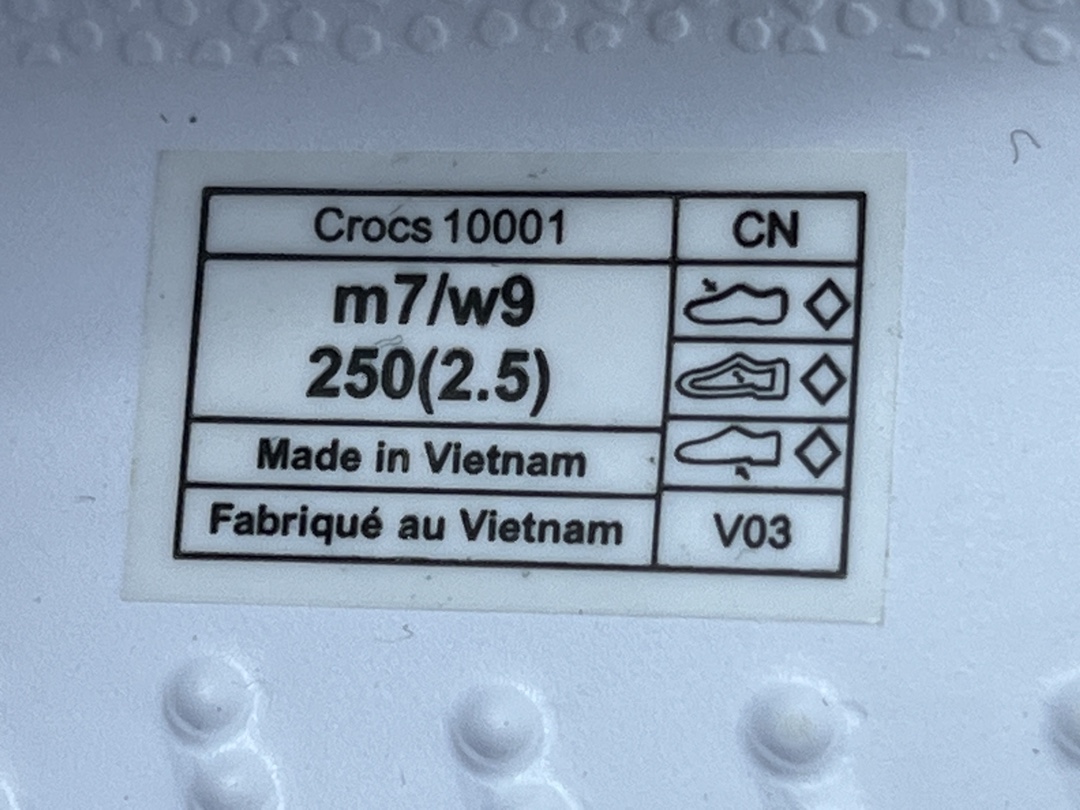 Crocs 10001
CN
m7/w9
250(2.5)
Made in Vietnam
Fabriqué au Vietnam
V03